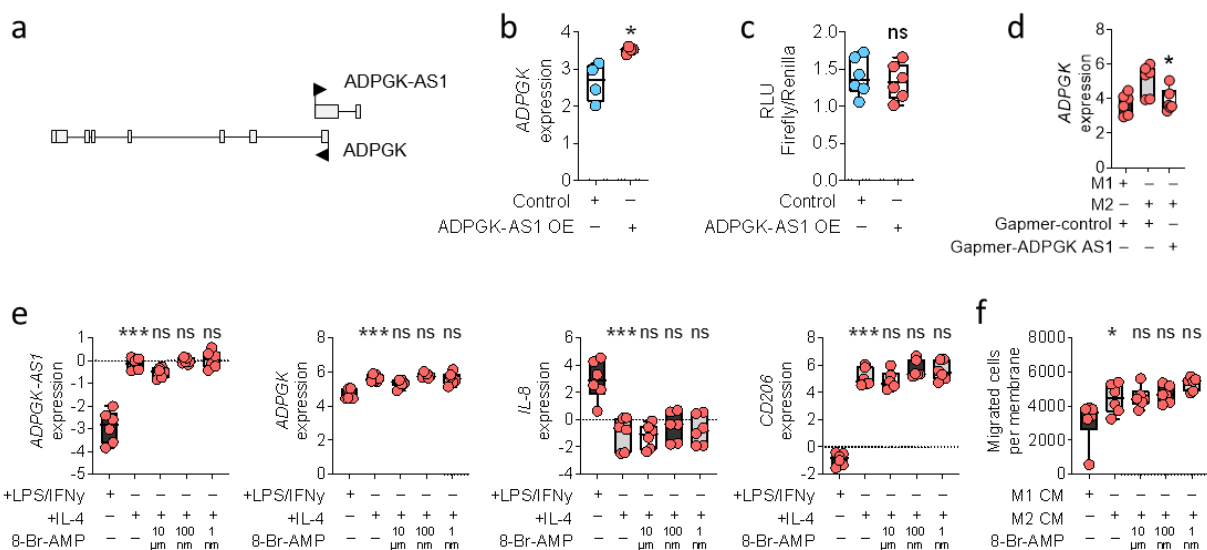 a
ADPGK-AS1
ADPGK
b
ADPGK
expression
4
3
2
1
0
*
Control + –
ADPGK-AS1 OE – +
c
RLU
Firefly/Renilla
2.0
1.5
1.0
0.5
0.0
ns
Control + –
ADPGK-AS1 OE – +
d
ADPGK
expression
8
6
4
2
0
*
M1 + – –
M2 – + +
Gapmer-control + + –
Gapmer-ADPGK AS1 – – +
e
ADPGK-AS1
expression
1
0
-1
-2
-3
-4
-5
*** ns ns ns
+LPS/IFNy + – – – –
+IL-4 – + + + +
8-Br-AMP – – 10 µm 100 nm 1 nm
ADPGK
expression
8
6
4
2
0
*** ns ns ns
+LPS/IFNy + – – – –
+IL-4 – + + + +
8-Br-AMP – – 10 µm 100 nm 1 nm
IL-8
expression
6
4
2
0
-2
-4
*** ns ns ns
+LPS/IFNy + – – – –
+IL-4 – + + + +
8-Br-AMP – – 10 µm 100 nm 1 nm
CD206
expression
8
6
4
2
0
-2
*** ns ns ns
+LPS/IFNy + – – – –
+IL-4 – + + + +
8-Br-AMP – – 10 µm 100 nm 1 nm
f
Migrated cells
per membrane
8000
6000
4000
2000
0
* ns ns ns
M1 CM + – – – –
M2 CM – + + + +
8-Br-AMP – – 10 µm 100 nm 1 nm